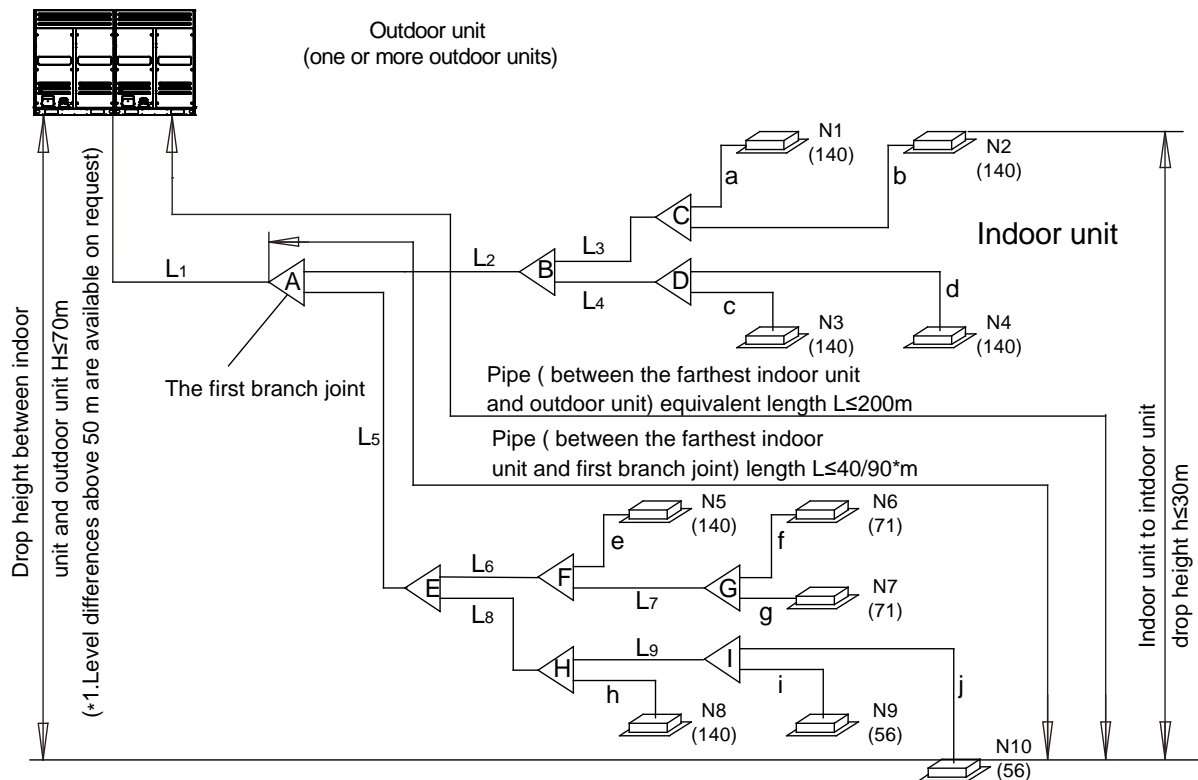 Outdoor unit
(one or more outdoor units)
N1
(140)
N2
(140)
a
b
C
Indoor unit
L3
L2
B
L1
A
L4
D
d
c
N3
(140)
N4
(140)
The first branch joint
Pipe ( between the farthest indoor unit
and outdoor unit) equivalent length L≤200m
L5
Pipe ( between the farthest indoor
unit and first branch joint) length L≤40/90*m
N5
(140)
N6
(71)
e
f
L6
F
E
L7
G
N7
(71)
g
L8
L9
I
H
h
i
j
N8
(140)
N9
(56)
N10
(56)
Drop height between indoor
unit and outdoor unit H≤70m
(*1.Level differences above 50 m are available on request)
Indoor unit to intdoor unit
drop height h≤30m